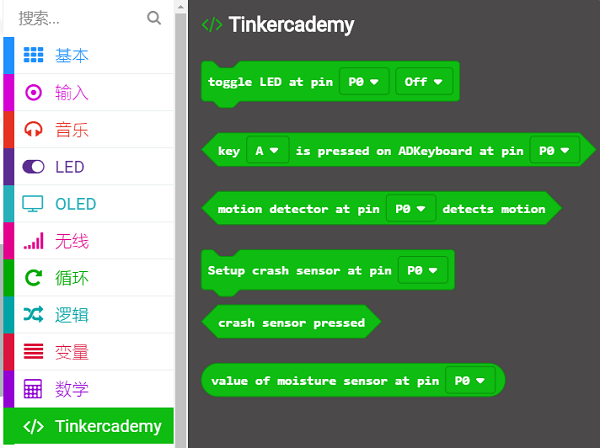 搜索...
基本
输入
音乐
LED
OLED
无线
循环
逻辑
变量
数学
</> Tinkercademy
</> Tinkercademy
toggle LED at pin P0 Off
key A is pressed on ADKeyboard at pin P0
motion detector at pin P0 detects motion
Setup crash sensor at pin P0
crash sensor pressed
value of moisture sensor at pin P0